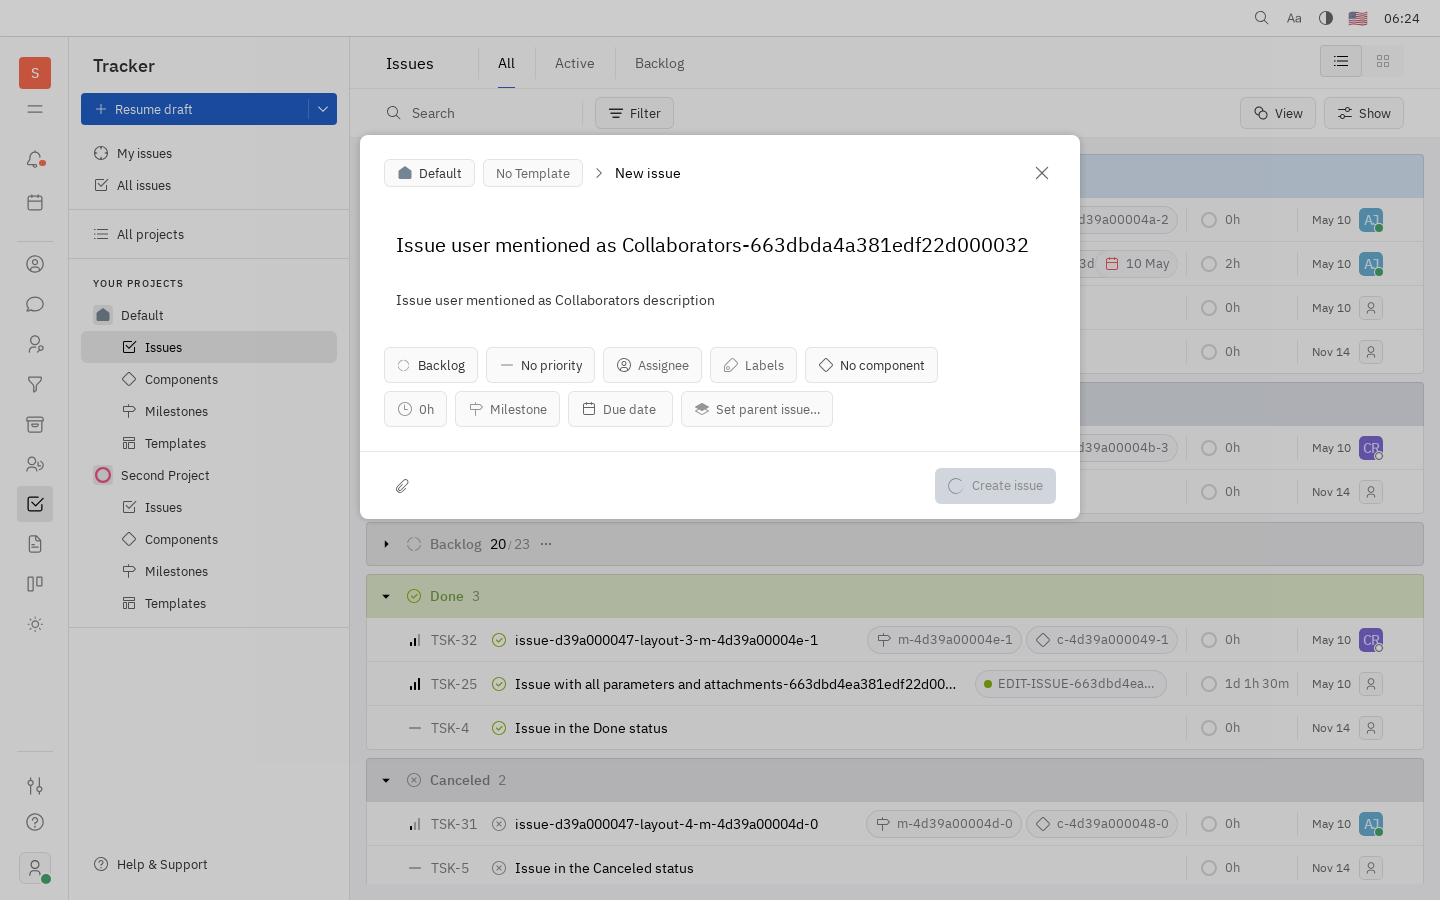 Aa 06:24
S
Tracker
Resume draft
My issues
All issues
All projects
YOUR PROJECTS
Default
Issues
Components
Milestones
Templates
Second Project
Issues
Components
Milestones
Templates
Help & Support
Issues All Active Backlog
Search Filter View Show
Default No Template New issue
Issue user mentioned as Collaborators-663dbda4a381edf22d000032
Issue user mentioned as Collaborators description
Backlog No priority Assignee Labels No component
0h Milestone Due date Set parent issue...
Create issue
d39a00004a-2 0h May 10 AJ
3d 10 May 2h May 10 AJ
0h May 10
0h Nov 14
d39a00004b-3 0h May 10 CR
0h Nov 14
Backlog 20/23 ...
Done 3
TSK-32 issue-d39a000047-layout-3-m-4d39a00004e-1 m-4d39a00004e-1 c-4d39a000049-1 0h May 10 CR
TSK-25 Issue with all parameters and attachments-663dbd4ea381edf22d00... EDIT-ISSUE-663dbd4ea... 1d 1h 30m May 10
TSK-4 Issue in the Done status 0h Nov 14
Canceled 2
TSK-31 issue-d39a000047-layout-4-m-4d39a00004d-0 m-4d39a00004d-0 c-4d39a000048-0 0h May 10 AJ
TSK-5 Issue in the Canceled status 0h Nov 14